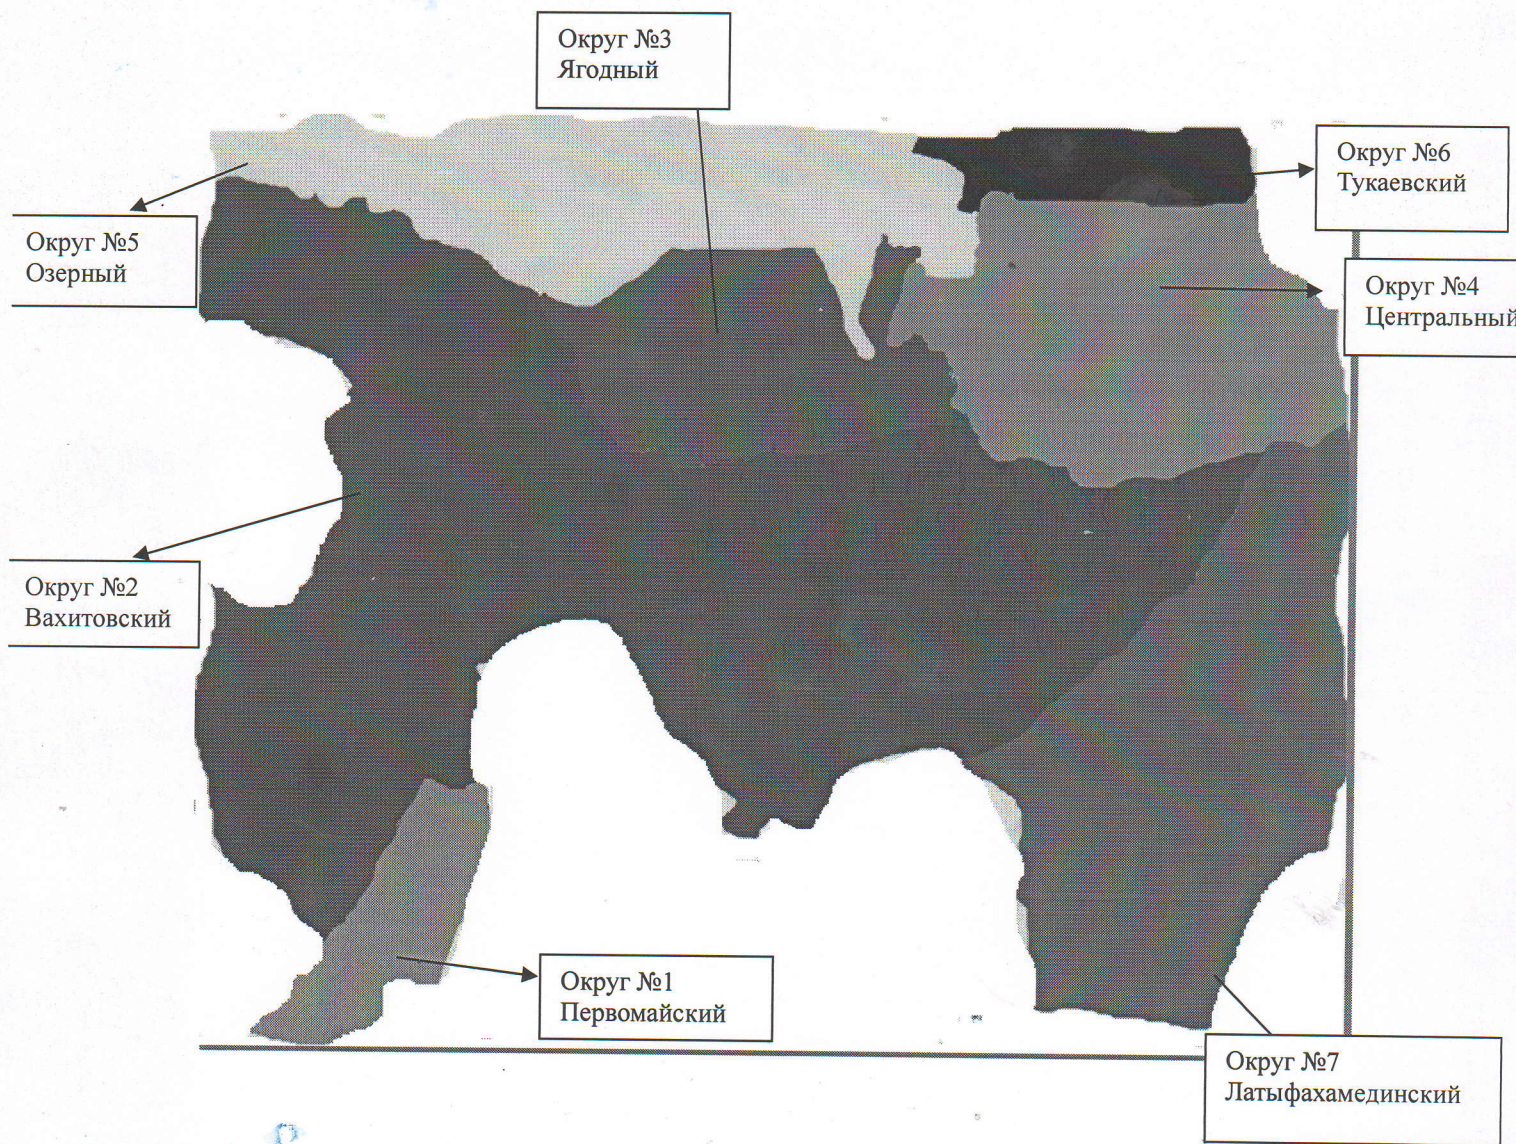 Округ №3
Ягодный
Округ №6
Тукаевский
Округ №5
Озерный
Округ №4
Центральный
Округ №2
Вахитовский
Округ №1
Первомайский
Округ №7
Латыфахамединский